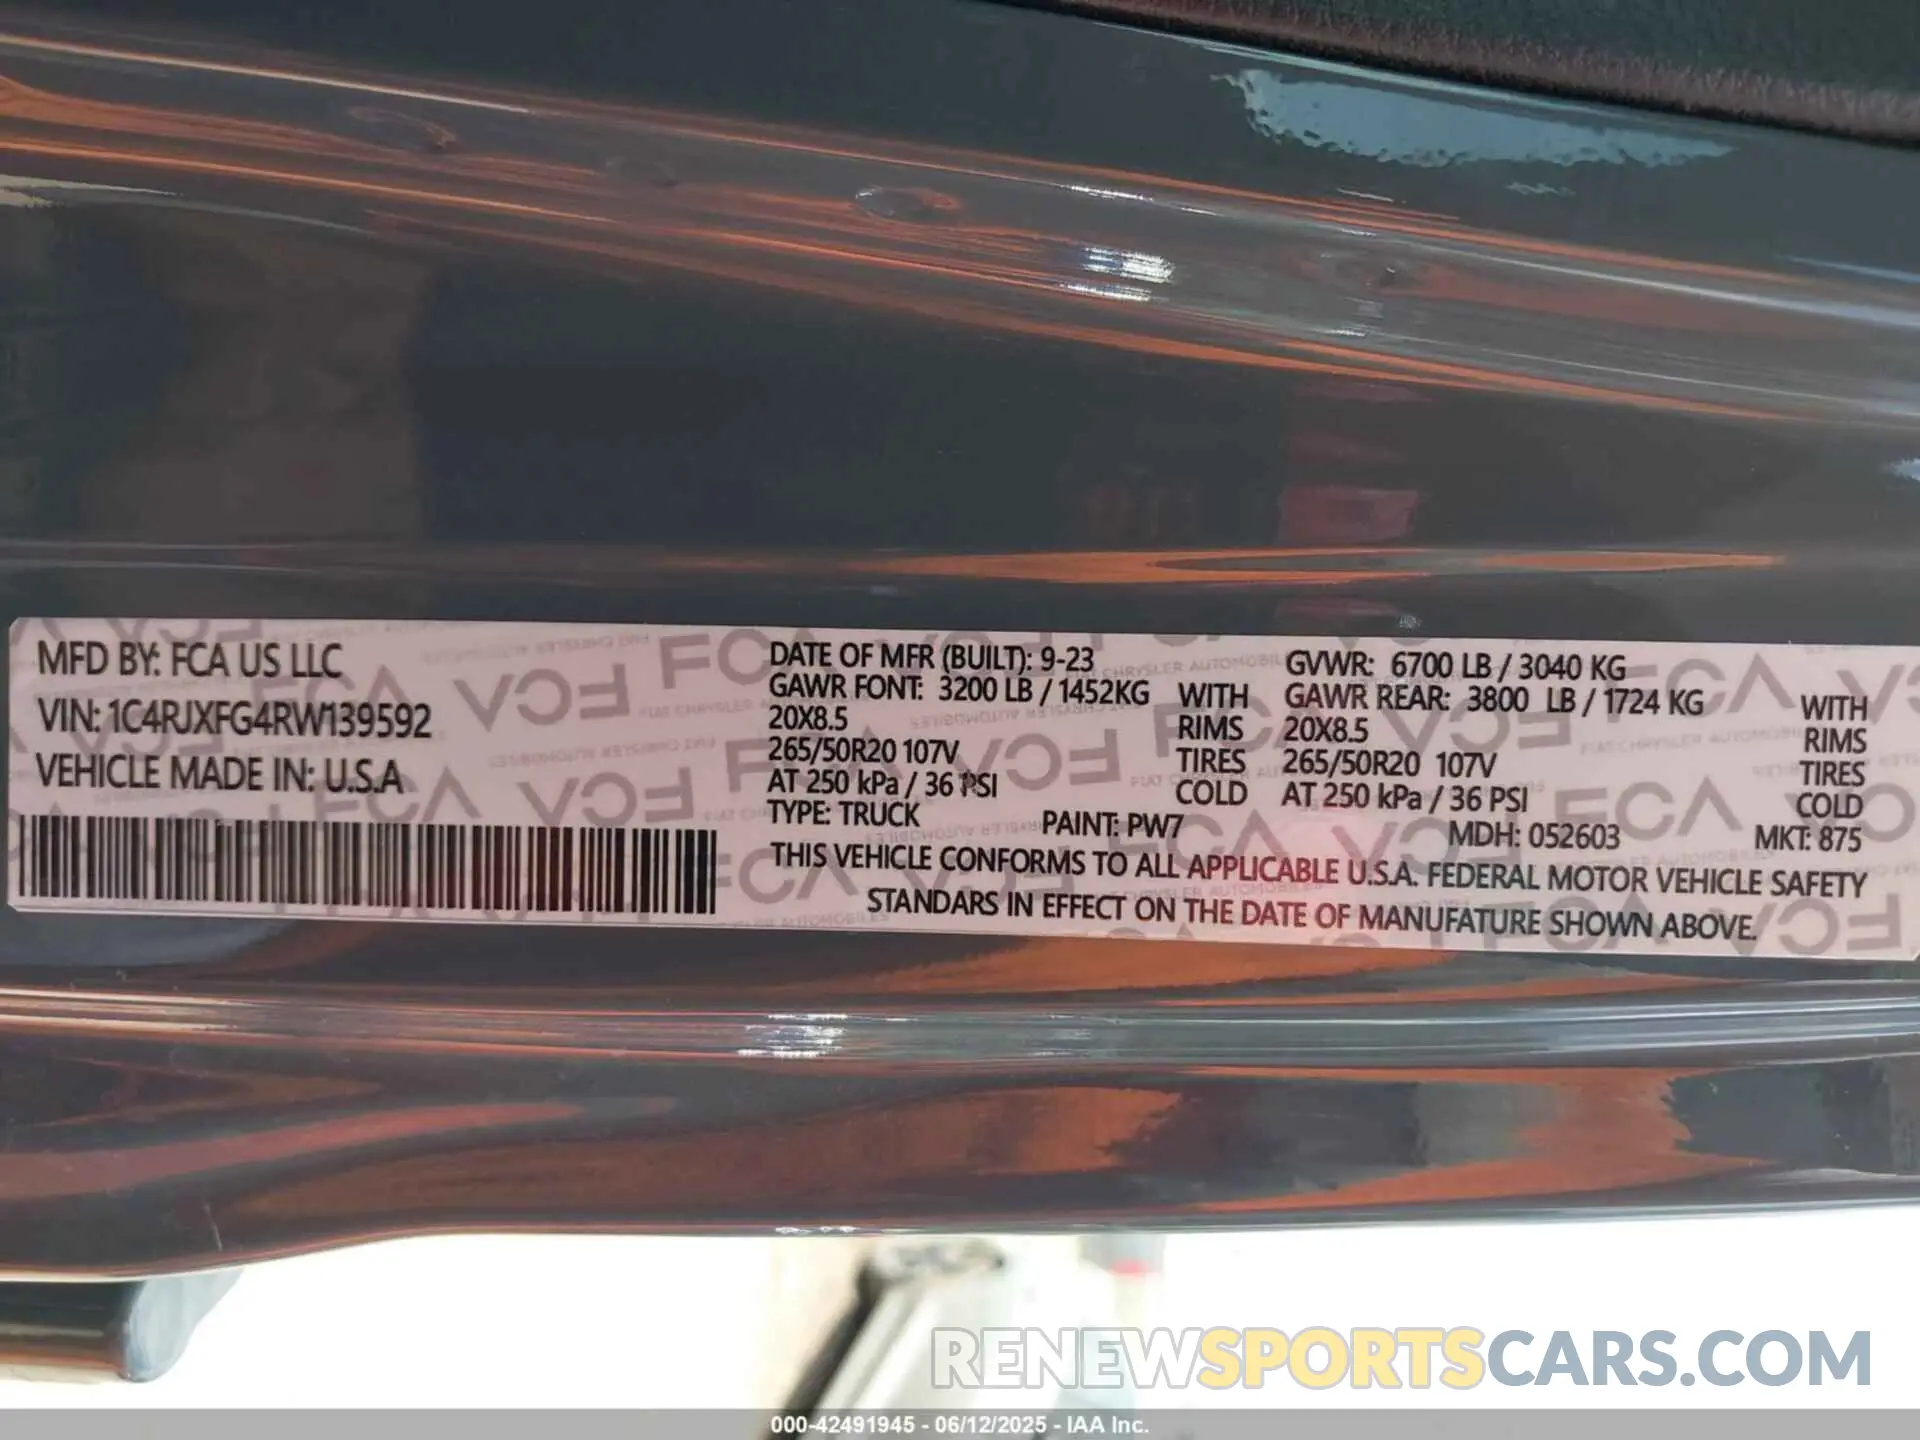 MFD BY: FCA US LLC
VIN: 1C4RJXFG4RW139592
VEHICLE MADE IN: U.S.A
DATE OF MFR (BUILT): 9-23
GAWR FONT: 3200 LB / 1452KG WITH
20X8.5 RIMS
265/50R20 107V TIRES
AT 250 kPa / 36 PSI COLD
TYPE: TRUCK PAINT: PW7
GVWR: 6700 LB / 3040 KG
GAWR REAR: 3800 LB / 1724 KG WITH
20X8.5 RIMS
265/50R20 107V TIRES
AT 250 kPa / 36 PSI COLD
MDH: 052603 MKT: 875
THIS VEHICLE CONFORMS TO ALL APPLICABLE U.S.A. FEDERAL MOTOR VEHICLE SAFETY
STANDARS IN EFFECT ON THE DATE OF MANUFATURE SHOWN ABOVE.
RENEWSPORTSCARS.COM
000-42491945 - 06/12/2025 - IAA Inc.